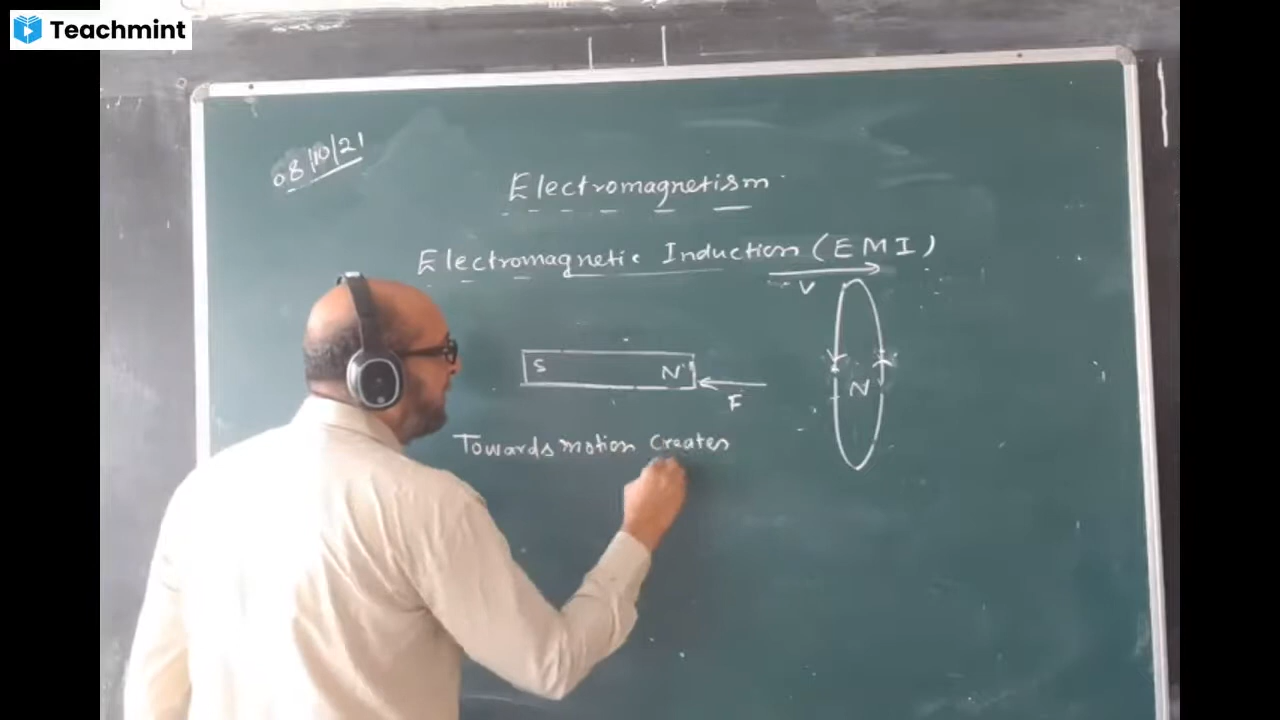 Teachmint
08/10/21
Electromagnetism
Electromagnetic Induction (EMI)
V
S N
F
N
Towards motion Creates